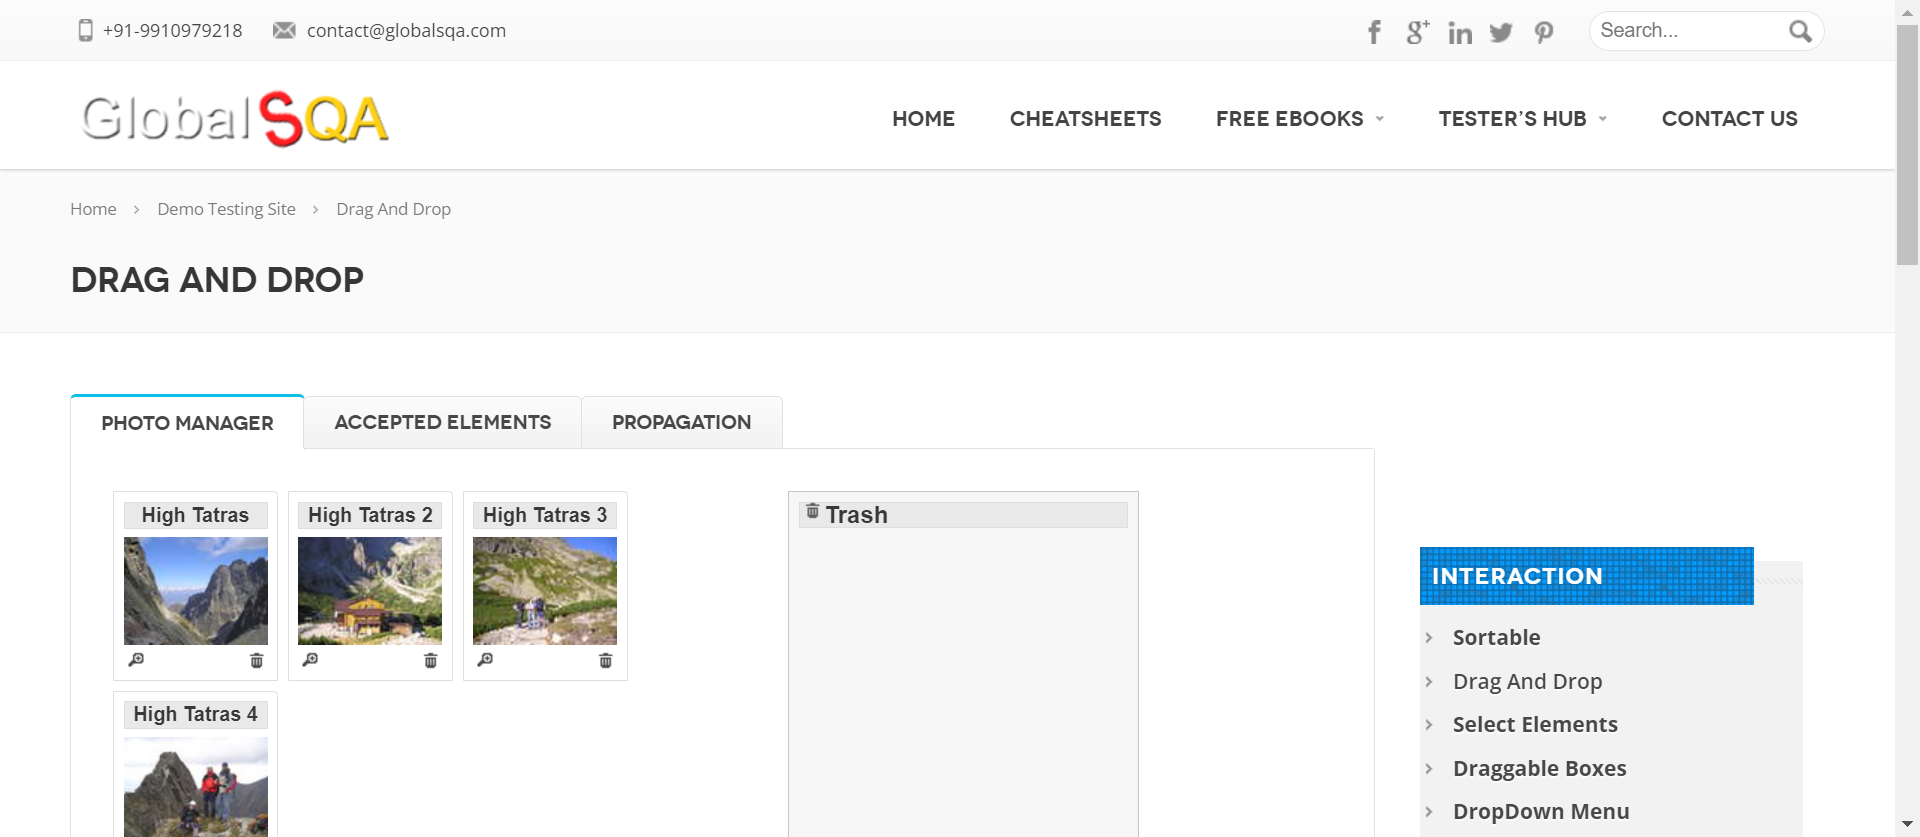 +91-9910979218 contact@globalsqa.com Search...
GlobalSQA
HOME CHEATSHEETS FREE EBOOKS TESTER’S HUB CONTACT US
Home Demo Testing Site Drag And Drop
DRAG AND DROP
PHOTO MANAGER ACCEPTED ELEMENTS PROPAGATION
High Tatras High Tatras 2 High Tatras 3
Trash
High Tatras 4
INTERACTION
Sortable
Drag And Drop
Select Elements
Draggable Boxes
DropDown Menu